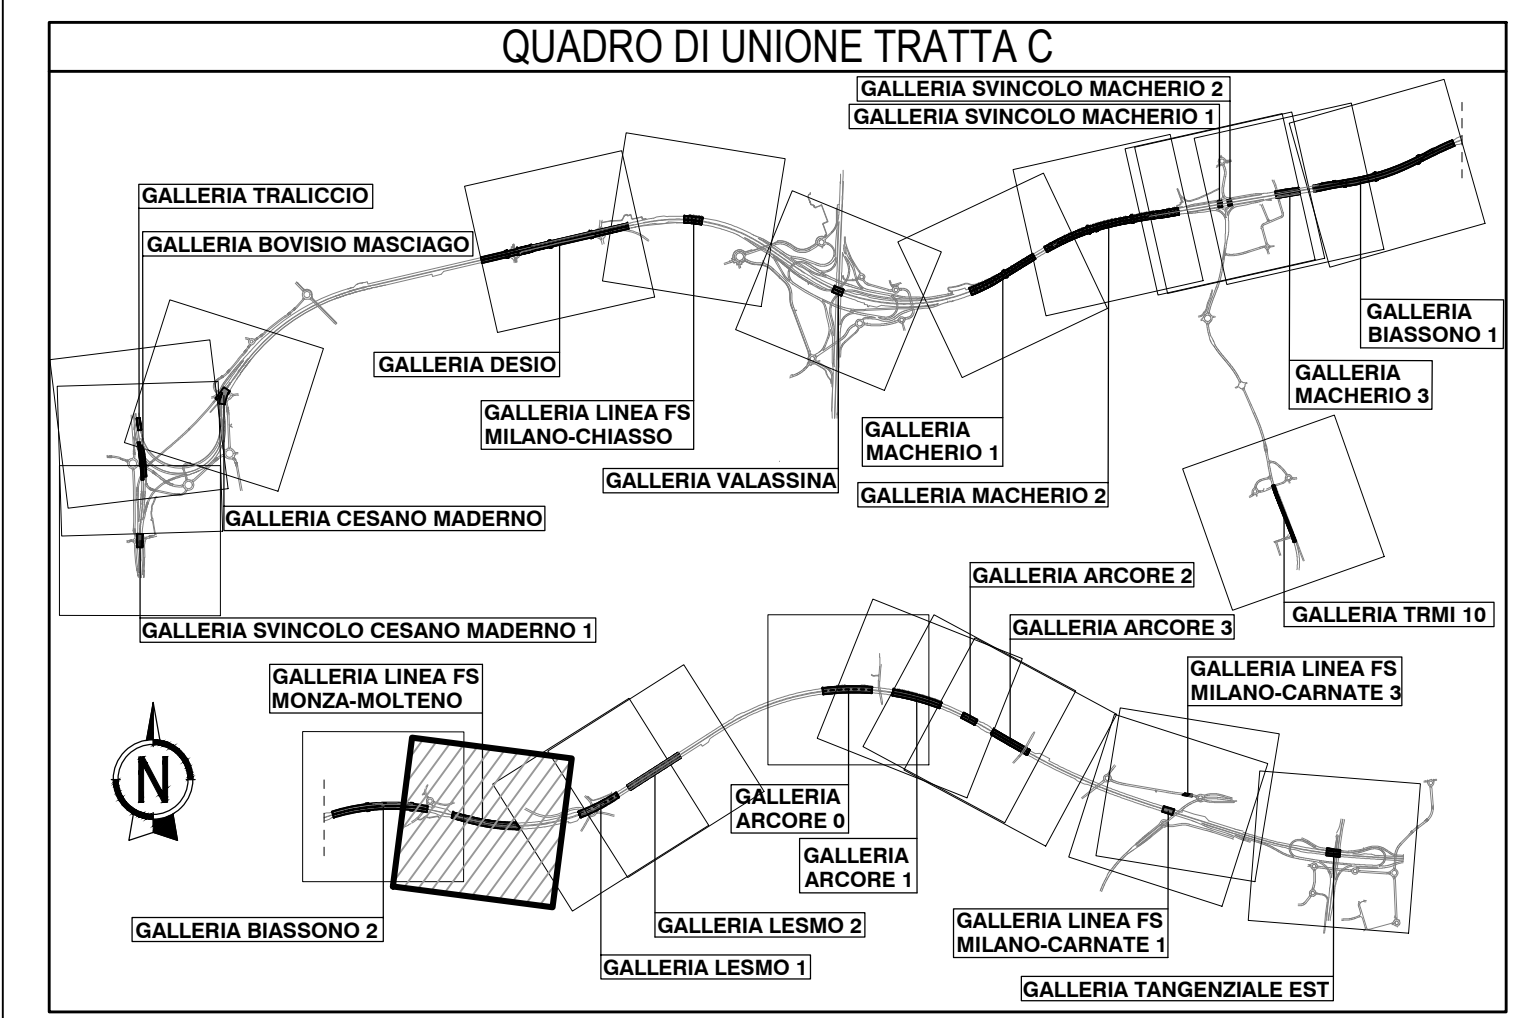 QUADRO DI UNIONE TRATTA C
GALLERIA SVINCOLO MACHERIO 2
GALLERIA SVINCOLO MACHERIO 1
GALLERIA TRALICCIO
GALLERIA BOVISIO MASCIAGO
GALLERIA DESIO
GALLERIA LINEA FS
MILANO-CHIASSO
GALLERIA VALASSINA
GALLERIA
MACHERIO 1
GALLERIA MACHERIO 2
GALLERIA
BIASSONO 1
GALLERIA
MACHERIO 3
GALLERIA CESANO MADERNO
GALLERIA SVINCOLO CESANO MADERNO 1
GALLERIA TRMI 10
GALLERIA ARCORE 2
GALLERIA ARCORE 3
GALLERIA LINEA FS
MILANO-CARNATE 3
GALLERIA LINEA FS
MONZA-MOLTENO
N
GALLERIA
ARCORE 0
GALLERIA
ARCORE 1
GALLERIA BIASSONO 2
GALLERIA LESMO 2
GALLERIA LESMO 1
GALLERIA LINEA FS
MILANO-CARNATE 1
GALLERIA TANGENZIALE EST